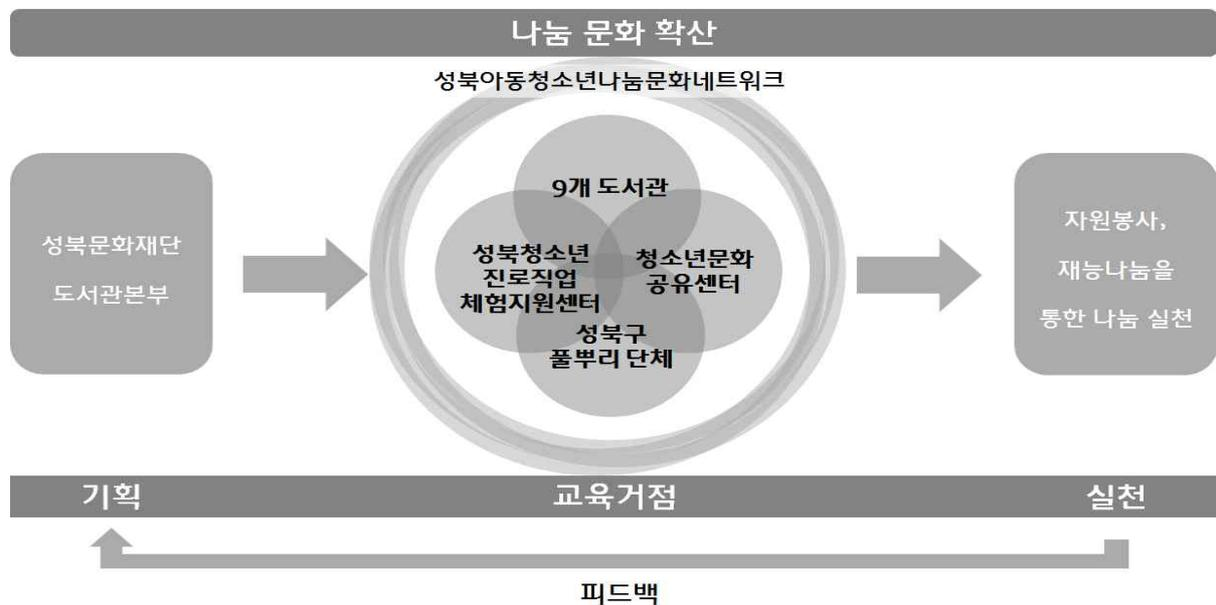 나눔 문화 확산
성북아동청소년나눔문화네트워크
9개 도서관
성북문화재단
도서관본부
성북청소년
진로직업
체험지원센터
청소년문화
공유센터
성북구
풀뿌리 단체
자원봉사,
재능나눔을
통한 나눔 실천
기획
교육거점
실천
피드백